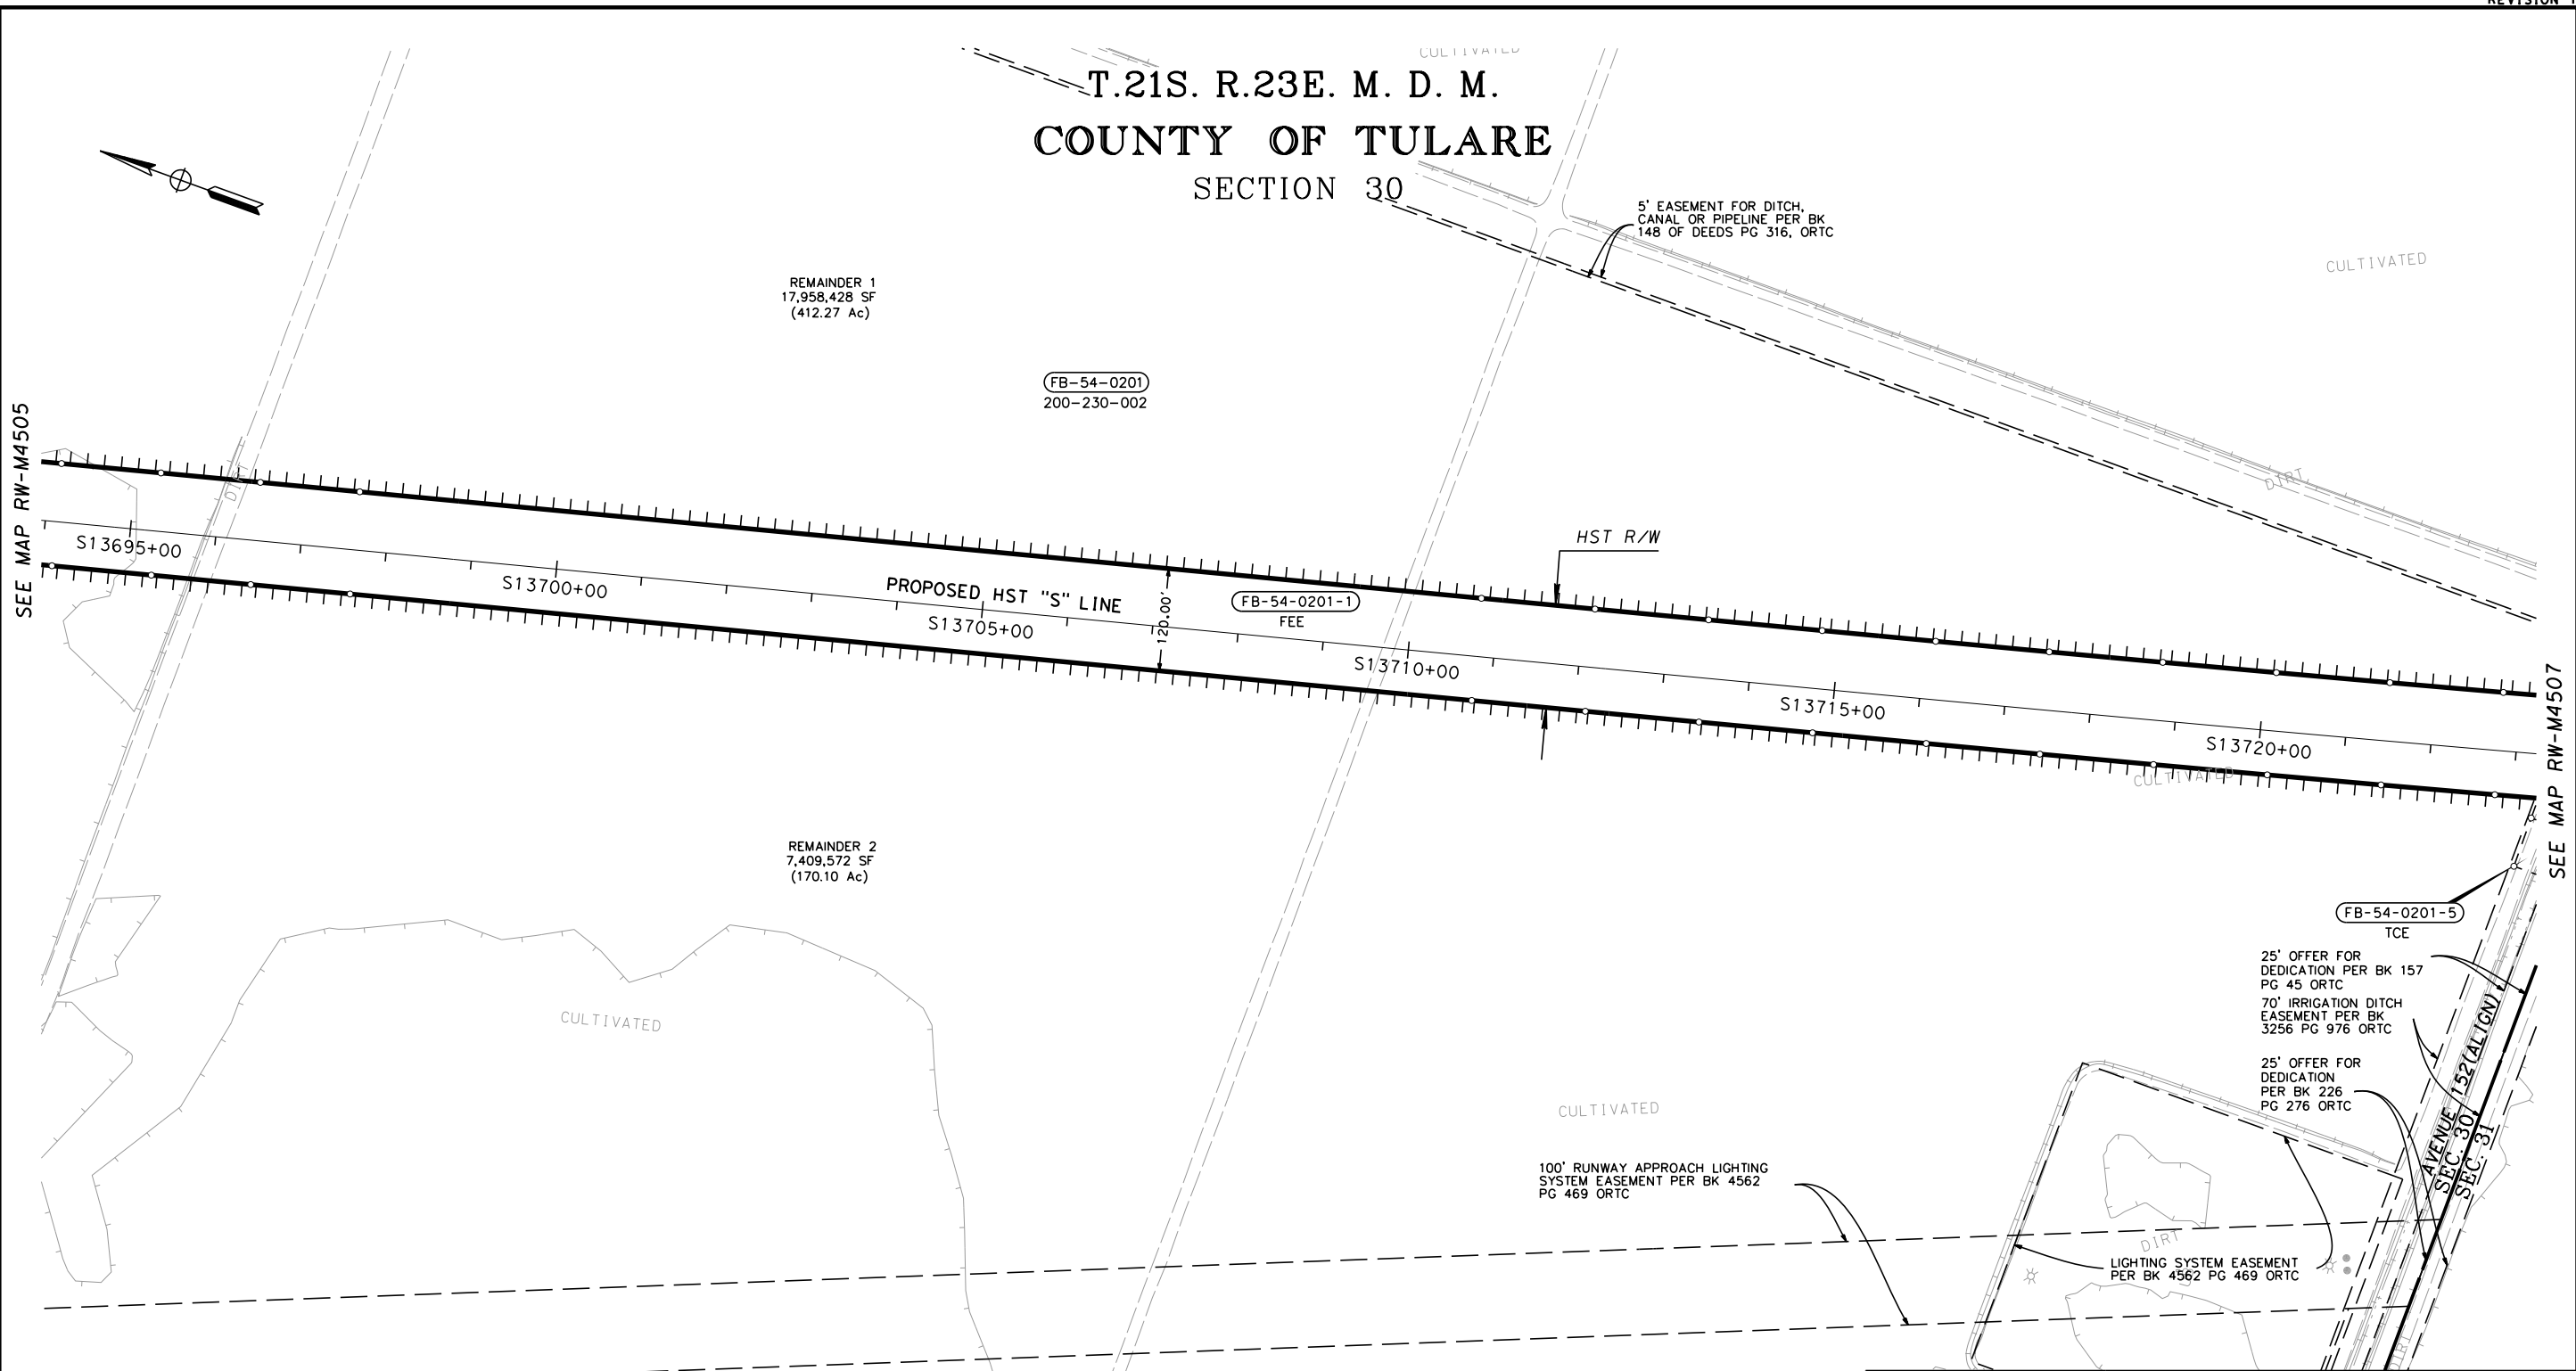 REVISION 1
CULTIVATED
T.21S. R.23E. M. D. M.
COUNTY OF TULARE
SECTION 30
5' EASEMENT FOR DITCH,
CANAL OR PIPELINE PER BK
148 OF DEEDS PG 316, ORTC
CULTIVATED
REMAINDER 1
17,958,428 SF
(412.27 Ac)
FB-54-0201
200-230-002
SEE MAP RW-M4505
DIRT
DIRT
HST R/W
S13695+00
S13700+00
PROPOSED HST "S" LINE
S13705+00
120.00'
FB-54-0201-1
FEE
S13710+00
S13715+00
S13720+00
CULTIVATED
SEE MAP RW-M4507
REMAINDER 2
7,409,572 SF
(170.10 Ac)
FB-54-0201-5
TCE
25' OFFER FOR
DEDICATION PER BK 157
PG 45 ORTC
70' IRRIGATION DITCH
EASEMENT PER BK
3256 PG 976 ORTC
25' OFFER FOR
DEDICATION
PER BK 226
PG 276 ORTC
AVENUE 152(ALIGN)
SEC. 30
SEC. 31
CULTIVATED
CULTIVATED
100' RUNWAY APPROACH LIGHTING
SYSTEM EASEMENT PER BK 4562
PG 469 ORTC
DIRT
LIGHTING SYSTEM EASEMENT
PER BK 4562 PG 469 ORTC
DIRT